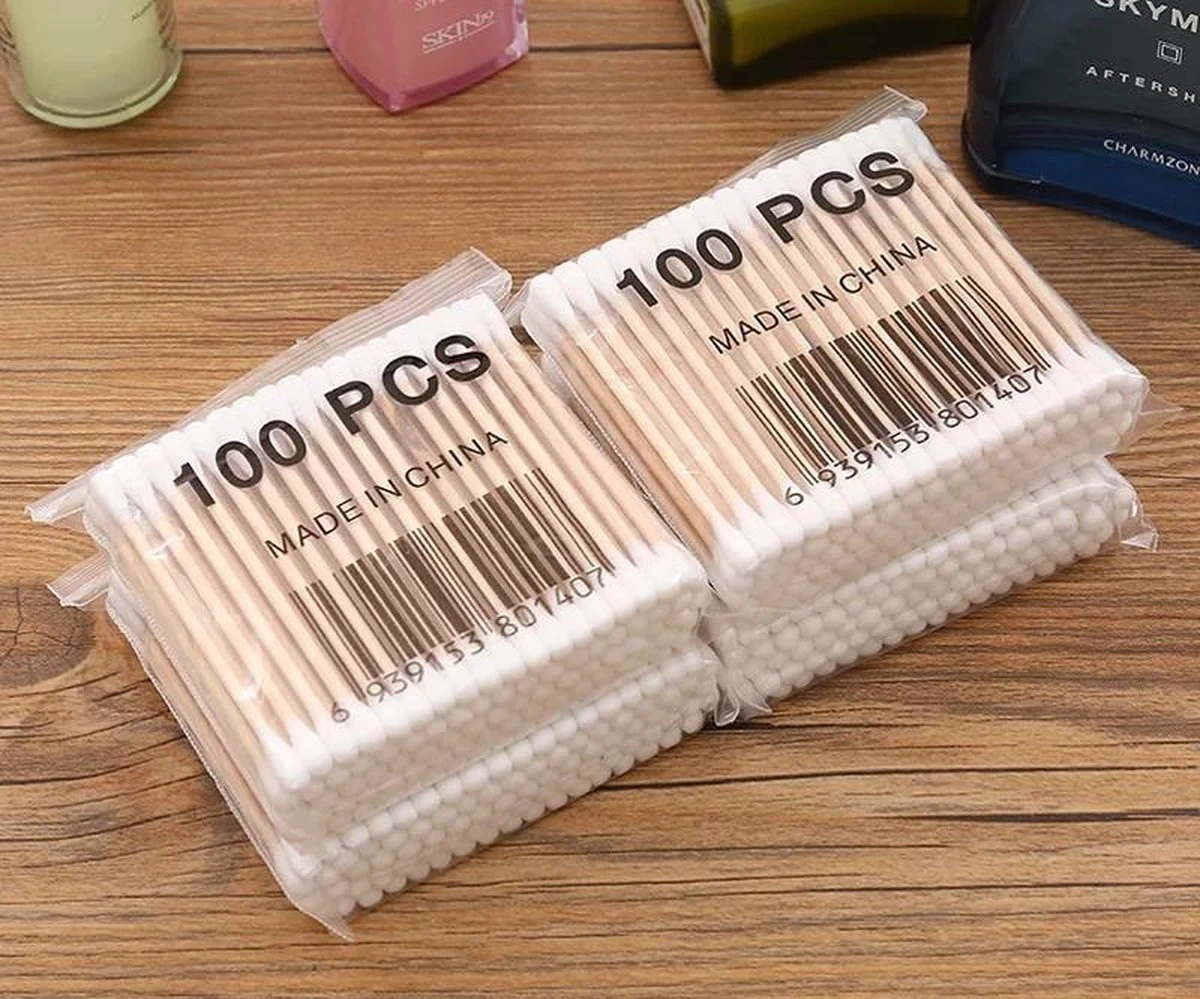 SKIN79
SKYM
AFTERSH
CHARMZON
100 PCS
MADE IN CHINA
6 939153 801407
100 PCS
MADE IN CHINA
6 939153 801407